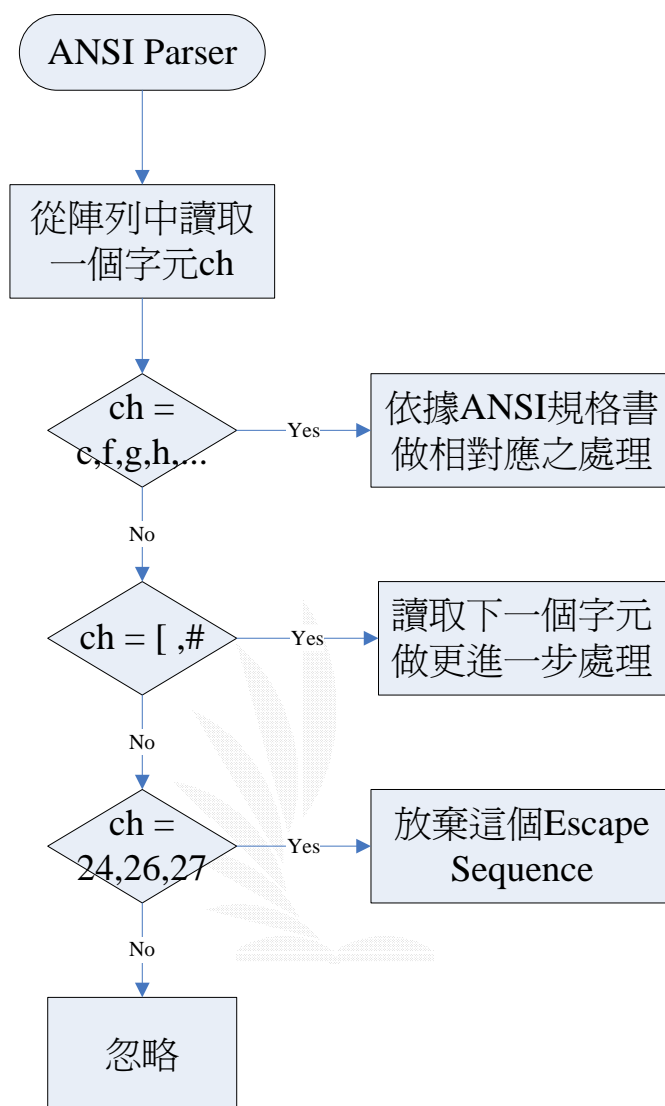 ANSI Parser
從陣列中讀取
一個字元ch
ch =
c,f,g,h,...
Yes
依據ANSI規格書
做相對應之處理
No
ch = [ ,#
Yes
讀取下一個字元
做更進一步處理
No
ch =
24,26,27
Yes
放棄這個Escape
Sequence
No
忽略